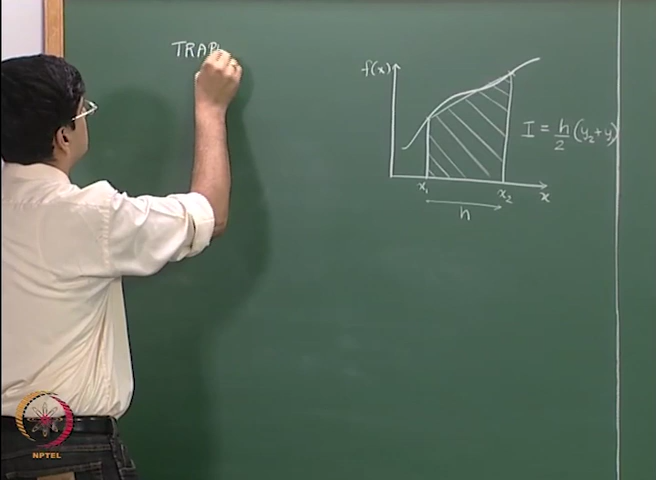 TRAP
f(x)
I = h/2 (y₂+y)
x₁
x₂
x
h
NPTEL